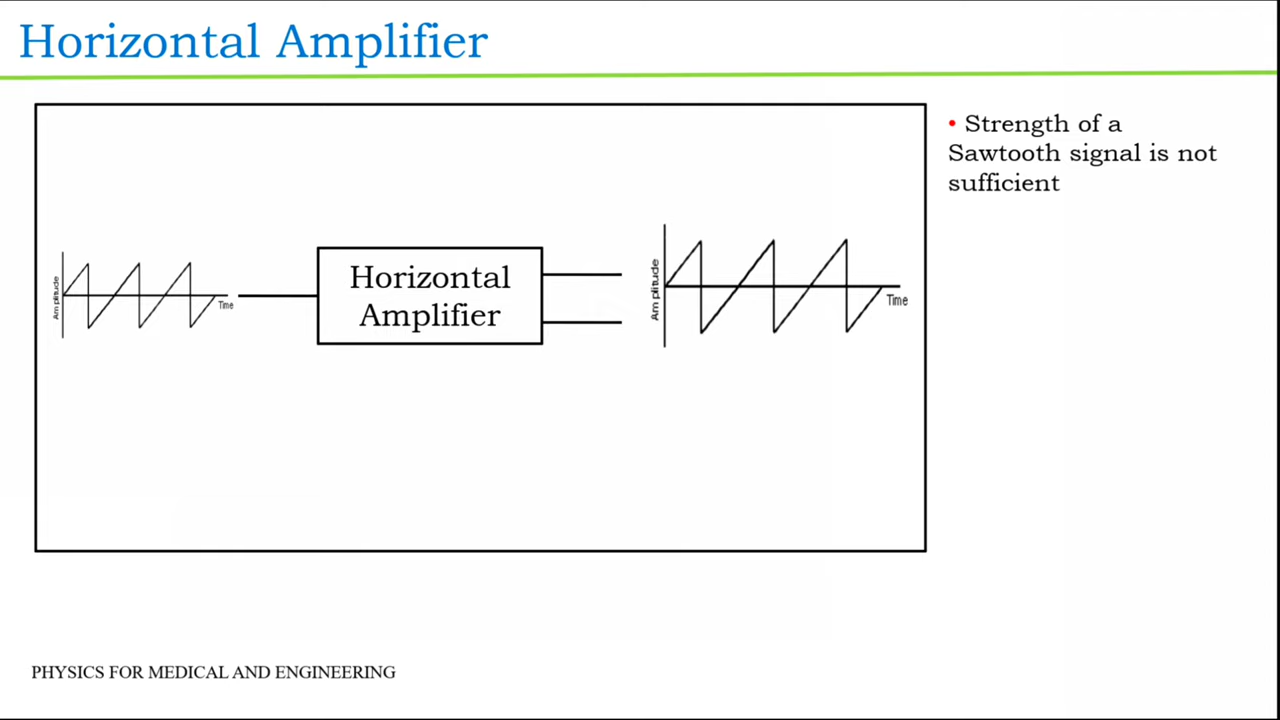 Horizontal Amplifier
• Strength of a
Sawtooth signal is not
sufficient
Amplitude
Time
Horizontal
Amplifier
Amplitude
Time
PHYSICS FOR MEDICAL AND ENGINEERING